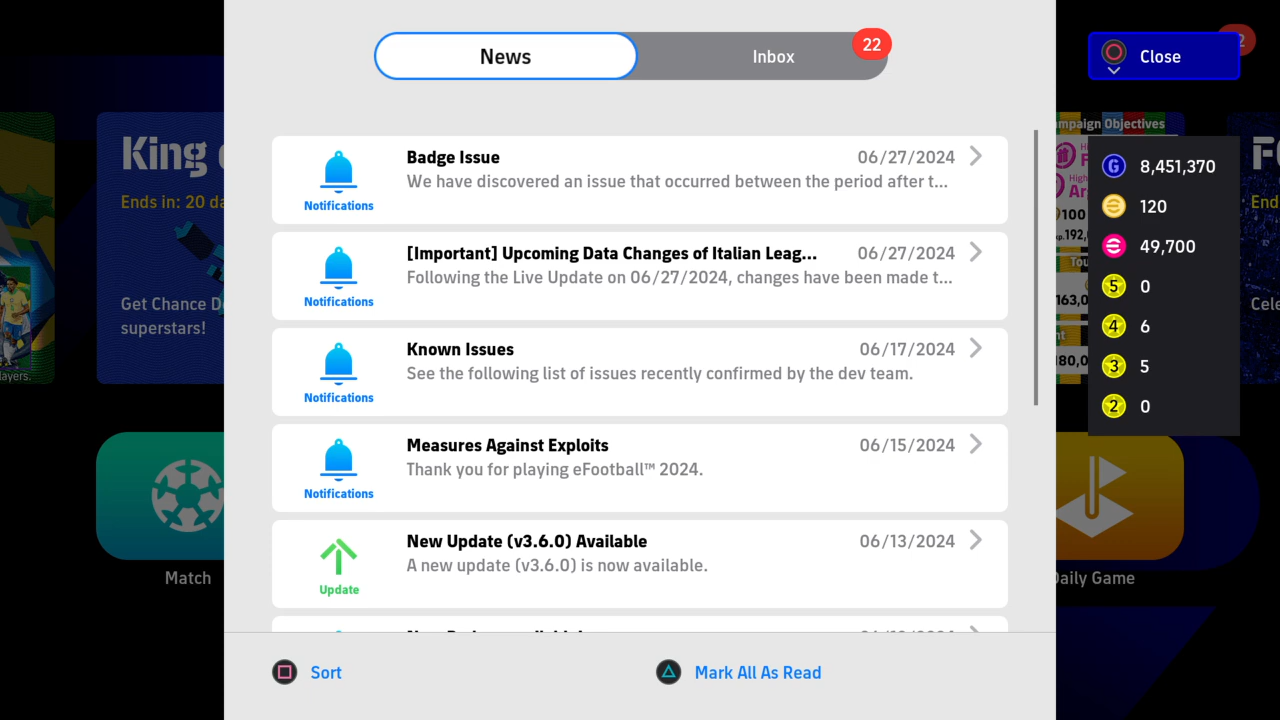 News
Inbox
22
Close
King
Ends in: 20 da
Get Chance D
superstars!
ayers.
Match
Badge Issue
06/27/2024
We have discovered an issue that occurred between the period after t...
Notifications
[Important] Upcoming Data Changes of Italian Leag...
06/27/2024
Following the Live Update on 06/27/2024, changes have been made t...
Notifications
Known Issues
06/17/2024
See the following list of issues recently confirmed by the dev team.
Notifications
Measures Against Exploits
06/15/2024
Thank you for playing eFootball™ 2024.
Notifications
New Update (v3.6.0) Available
06/13/2024
A new update (v3.6.0) is now available.
Update
Sort
Mark All As Read
mpaign Objectives
G 8,451,370
120
49,700
5 0
4 6
3 5
2 0
End
Cele
Daily Game